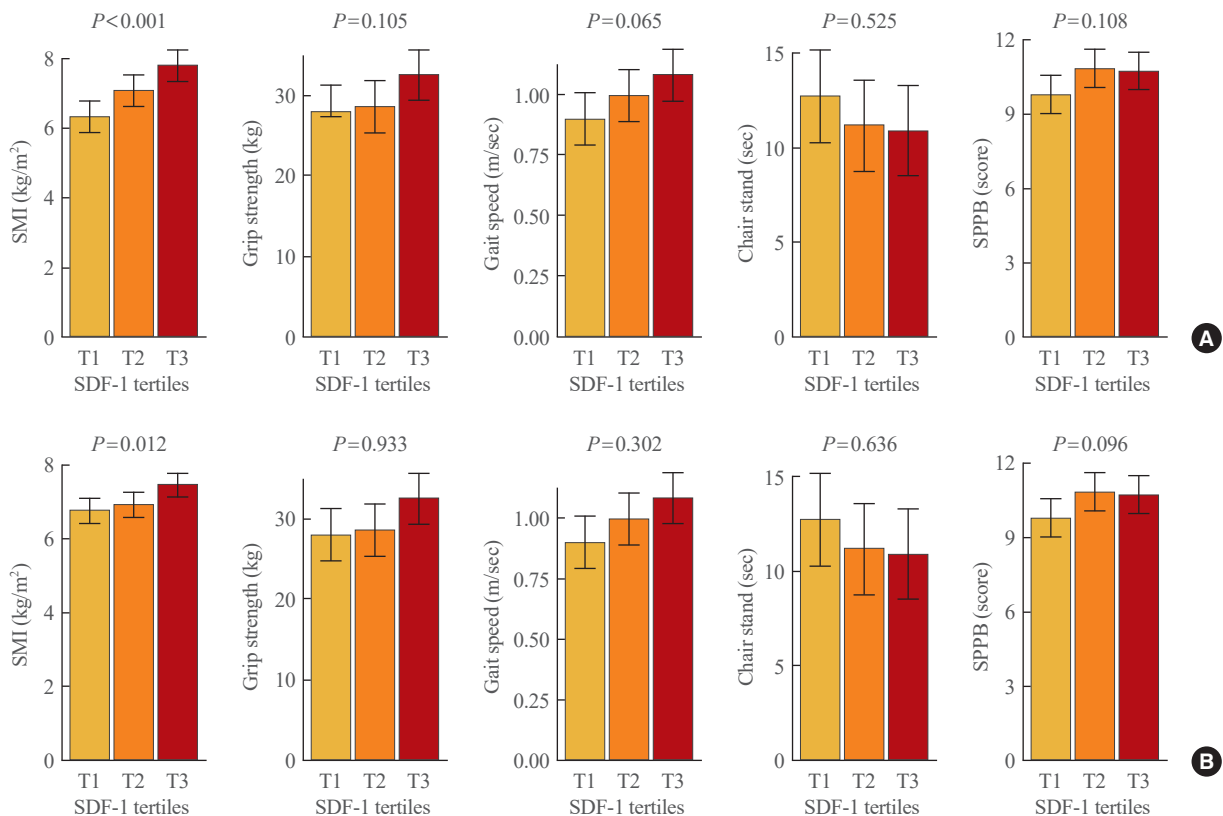 P<0.001
SMI (kg/m²)
8
6
4
2
0
T1 T2 T3
SDF-1 tertiles
P=0.105
Grip strength (kg)
30
20
10
0
T1 T2 T3
SDF-1 tertiles
P=0.065
Gait speed (m/sec)
1.00
0.75
0.50
0.25
0.00
T1 T2 T3
SDF-1 tertiles
P=0.525
Chair stand (sec)
15
10
5
0
T1 T2 T3
SDF-1 tertiles
P=0.108
SPPB (score)
12
9
6
3
0
T1 T2 T3
SDF-1 tertiles
A
P=0.012
SMI (kg/m²)
8
6
4
2
0
T1 T2 T3
SDF-1 tertiles
P=0.933
Grip strength (kg)
30
20
10
0
T1 T2 T3
SDF-1 tertiles
P=0.302
Gait speed (m/sec)
1.00
0.75
0.50
0.25
0.00
T1 T2 T3
SDF-1 tertiles
P=0.636
Chair stand (sec)
15
10
5
0
T1 T2 T3
SDF-1 tertiles
P=0.096
SPPB (score)
12
9
6
3
0
T1 T2 T3
SDF-1 tertiles
B